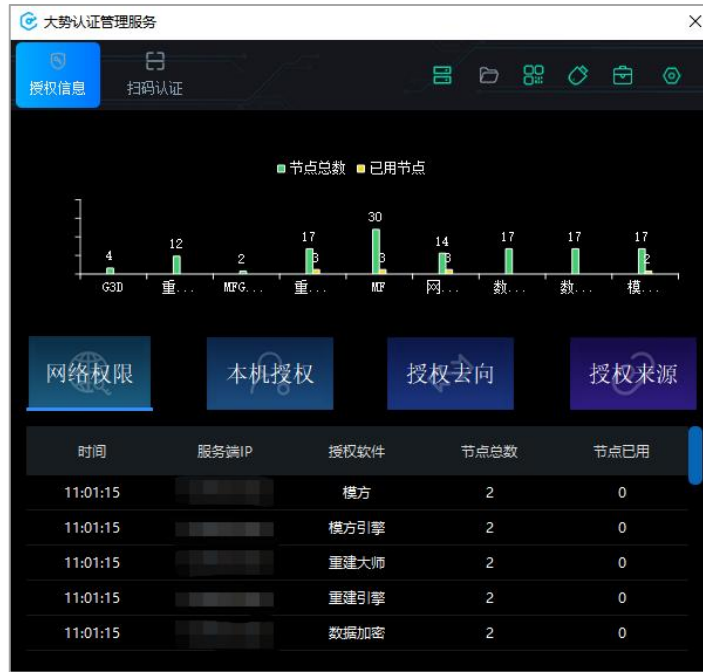 大势认证管理服务
授权信息
扫码认证
节点总数 已用节点
4 12 2 17 3 30 3 14 3 17 17 17 2
G3D 重... MFG... 重... MF 网... 数... 数... 模...
网络权限 本机授权 授权去向 授权来源
时间 服务端IP 授权软件 节点总数 节点已用
11:01:15 模方 2 0
11:01:15 模方引擎 2 0
11:01:15 重建大师 2 0
11:01:15 重建引擎 2 0
11:01:15 数据加密 2 0